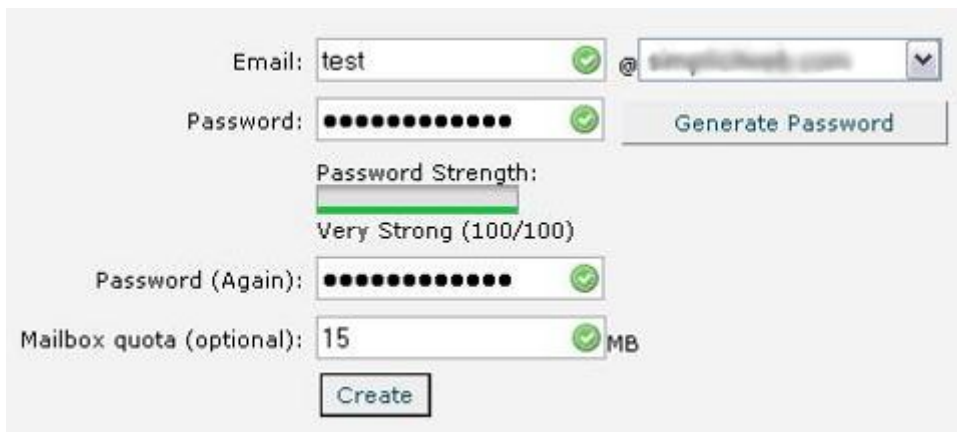 Email: test @
Password: ●●●●●●●●●●●● Generate Password
Password Strength:
Very Strong (100/100)
Password (Again): ●●●●●●●●●●●●
Mailbox quota (optional): 15 MB
Create